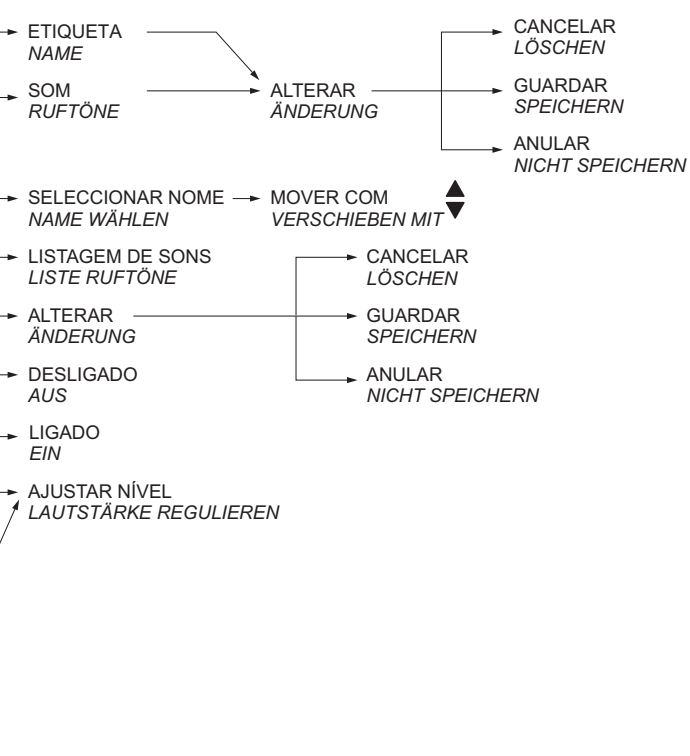 ETIQUETA
NAME
SOM
RUFTÖNE
ALTERAR
ÄNDERUNG
CANCELAR
LÖSCHEN
GUARDAR
SPEICHERN
ANULAR
NICHT SPEICHERN
SELECCIONAR NOME
NAME WÄHLEN
MOVER COM
VERSCHIEBEN MIT
LISTAGEM DE SONS
LISTE RUFTÖNE
ALTERAR
ÄNDERUNG
CANCELAR
LÖSCHEN
GUARDAR
SPEICHERN
ANULAR
NICHT SPEICHERN
DESLIGADO
AUS
LIGADO
EIN
AJUSTAR NÍVEL
LAUTSTÄRKE REGULIEREN